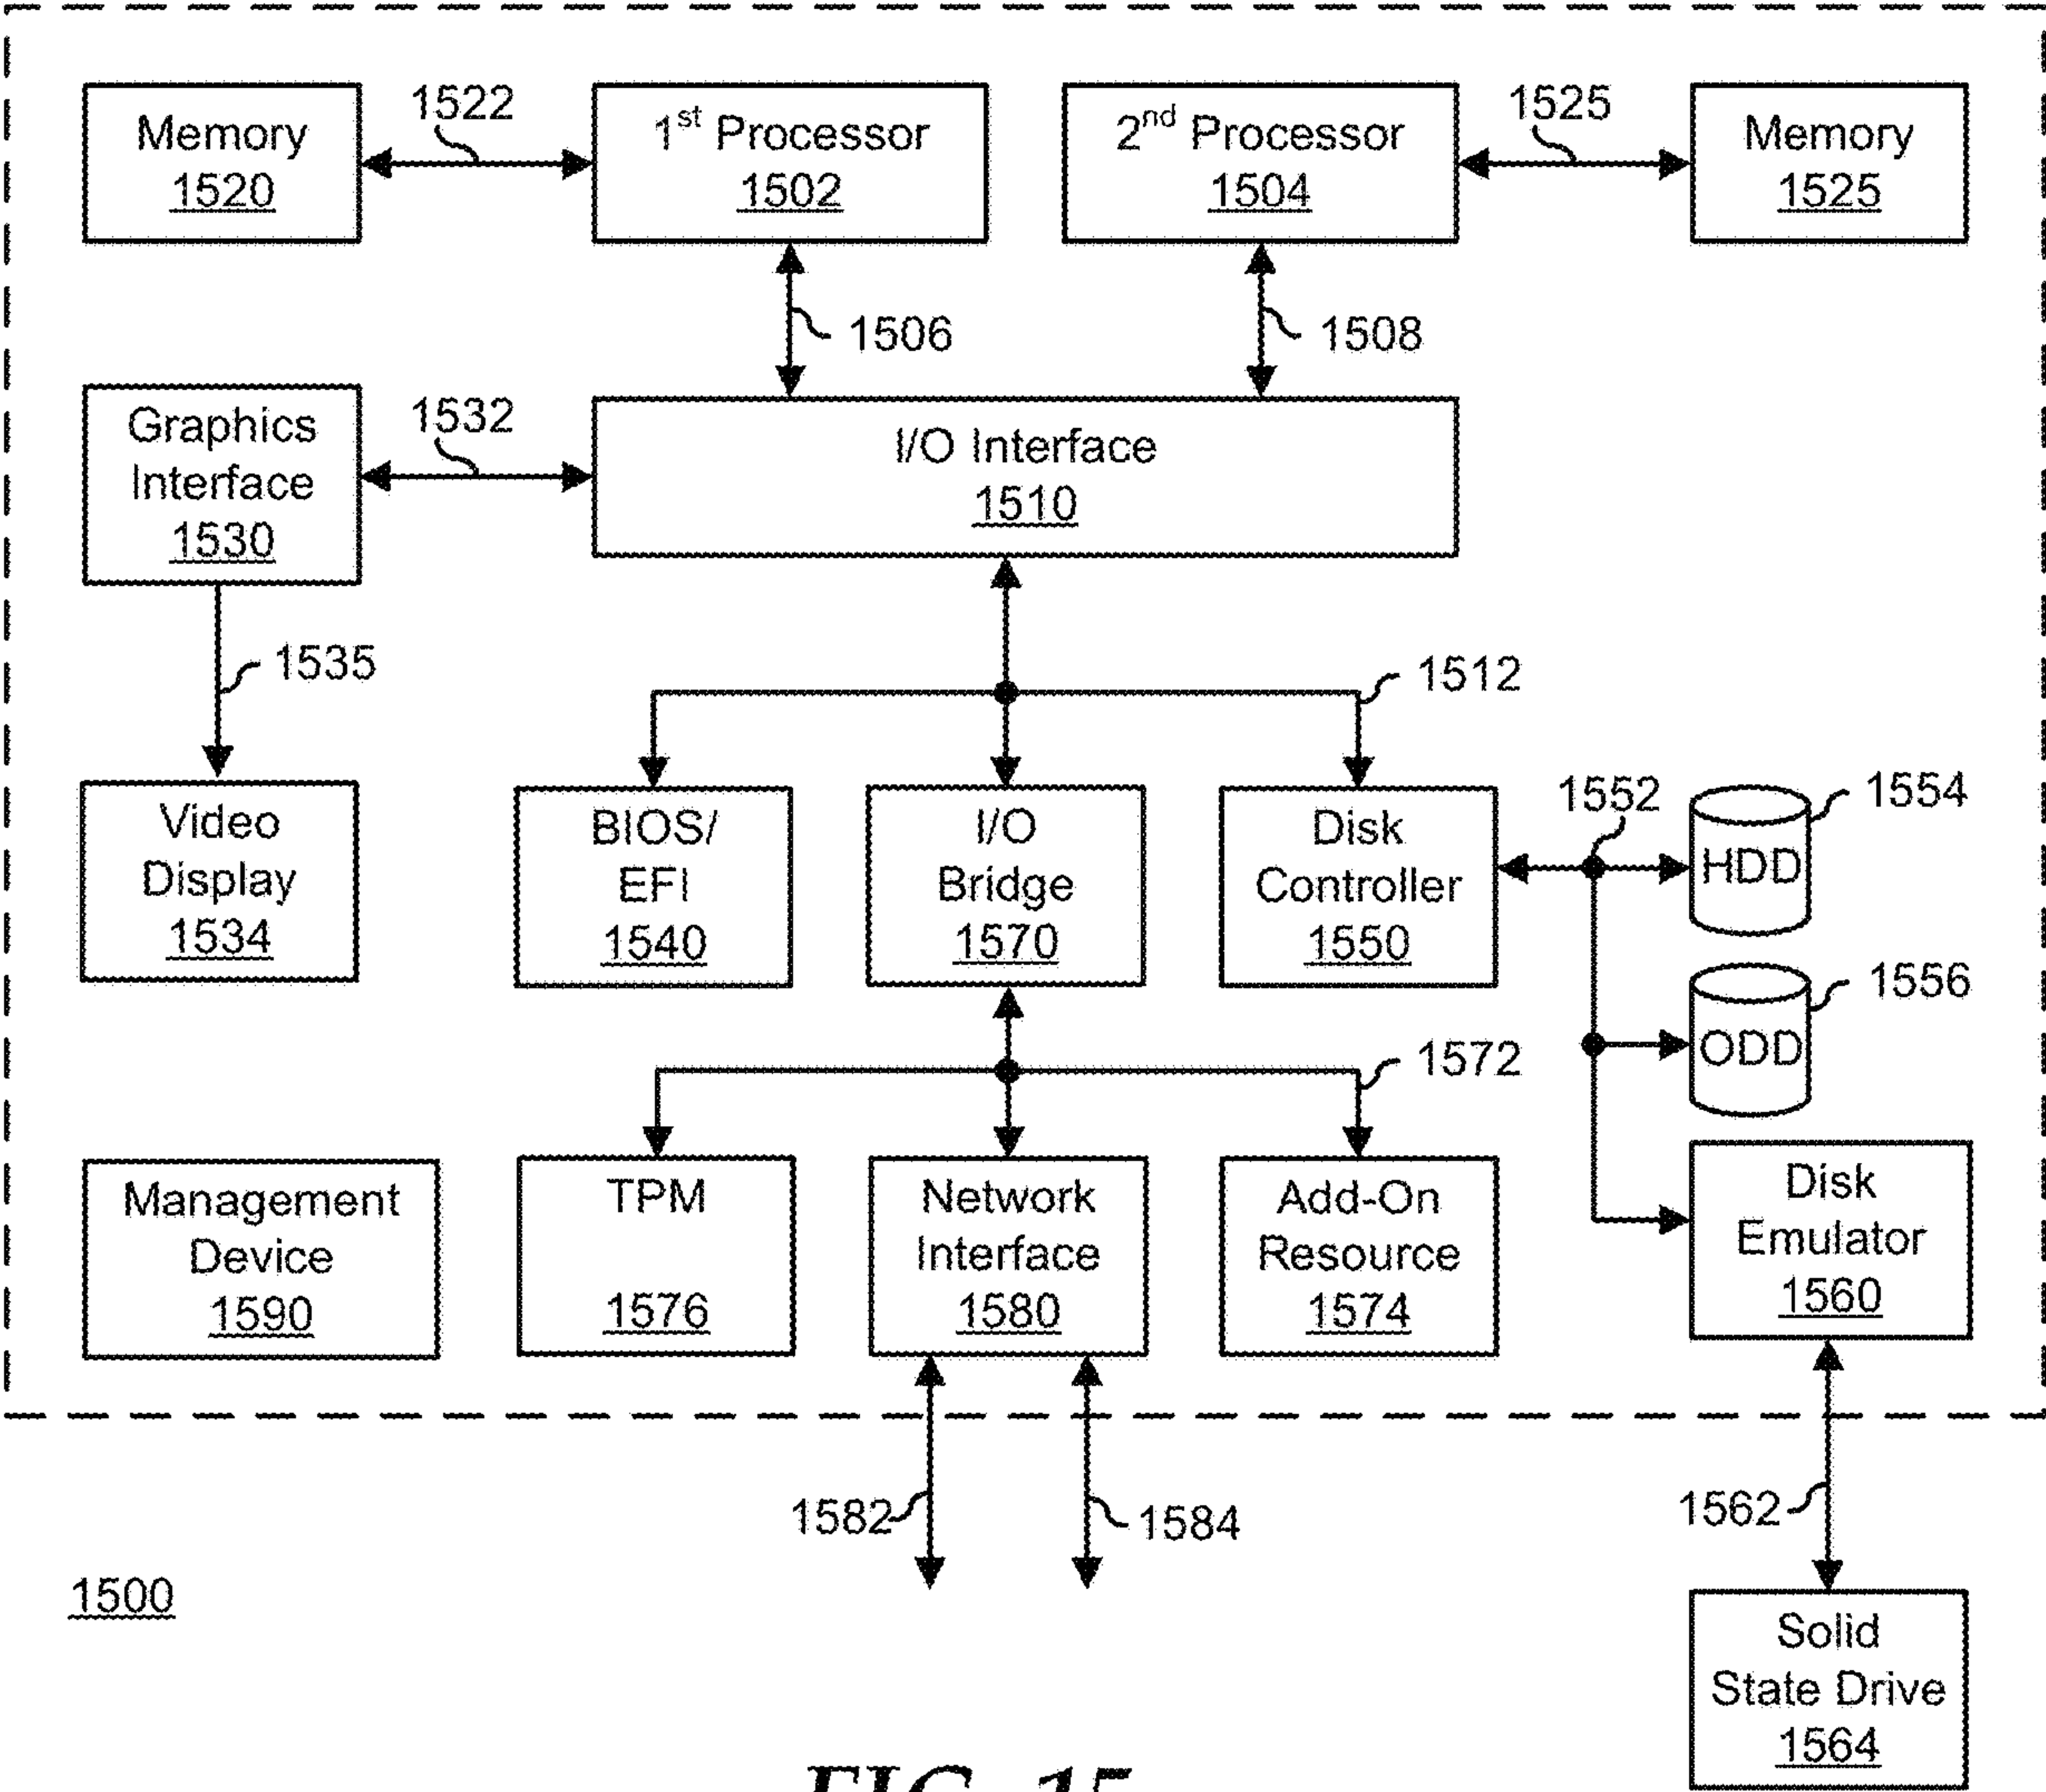 Memory
1520
1522
1st Processor
1502
2nd Processor
1504
1525
Memory
1525
1506
1508
Graphics
Interface
1530
1532
I/O Interface
1510
1535
1512
Video
Display
1534
BIOS/
EFI
1540
I/O
Bridge
1570
Disk
Controller
1550
1552
HDD
1554
ODD
1556
1572
Management
Device
1590
TPM
1576
Network
Interface
1580
Add-On
Resource
1574
Disk
Emulator
1560
1582
1584
1562
1500
Solid
State Drive
1564
FIG. 15